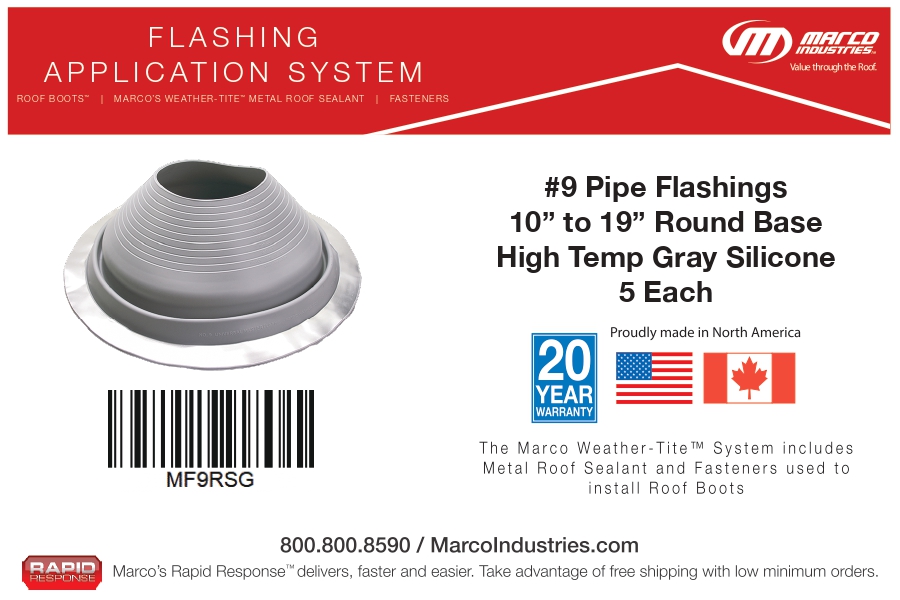 FLASHING
APPLICATION SYSTEM
ROOF BOOTS™ | MARCO'S WEATHER-TITE™ METAL ROOF SEALANT | FASTENERS
MARCO
INDUSTRIES™
Value through the Roof.
#9 Pipe Flashings
10” to 19” Round Base
High Temp Gray Silicone
5 Each
Proudly made in North America
20
YEAR
WARRANTY
The Marco Weather-Tite™ System includes
Metal Roof Sealant and Fasteners used to
install Roof Boots
MF9RSG
800.800.8590 / MarcoIndustries.com
RAPID
RESPONSE
Marco’s Rapid Response™ delivers, faster and easier. Take advantage of free shipping with low minimum orders.